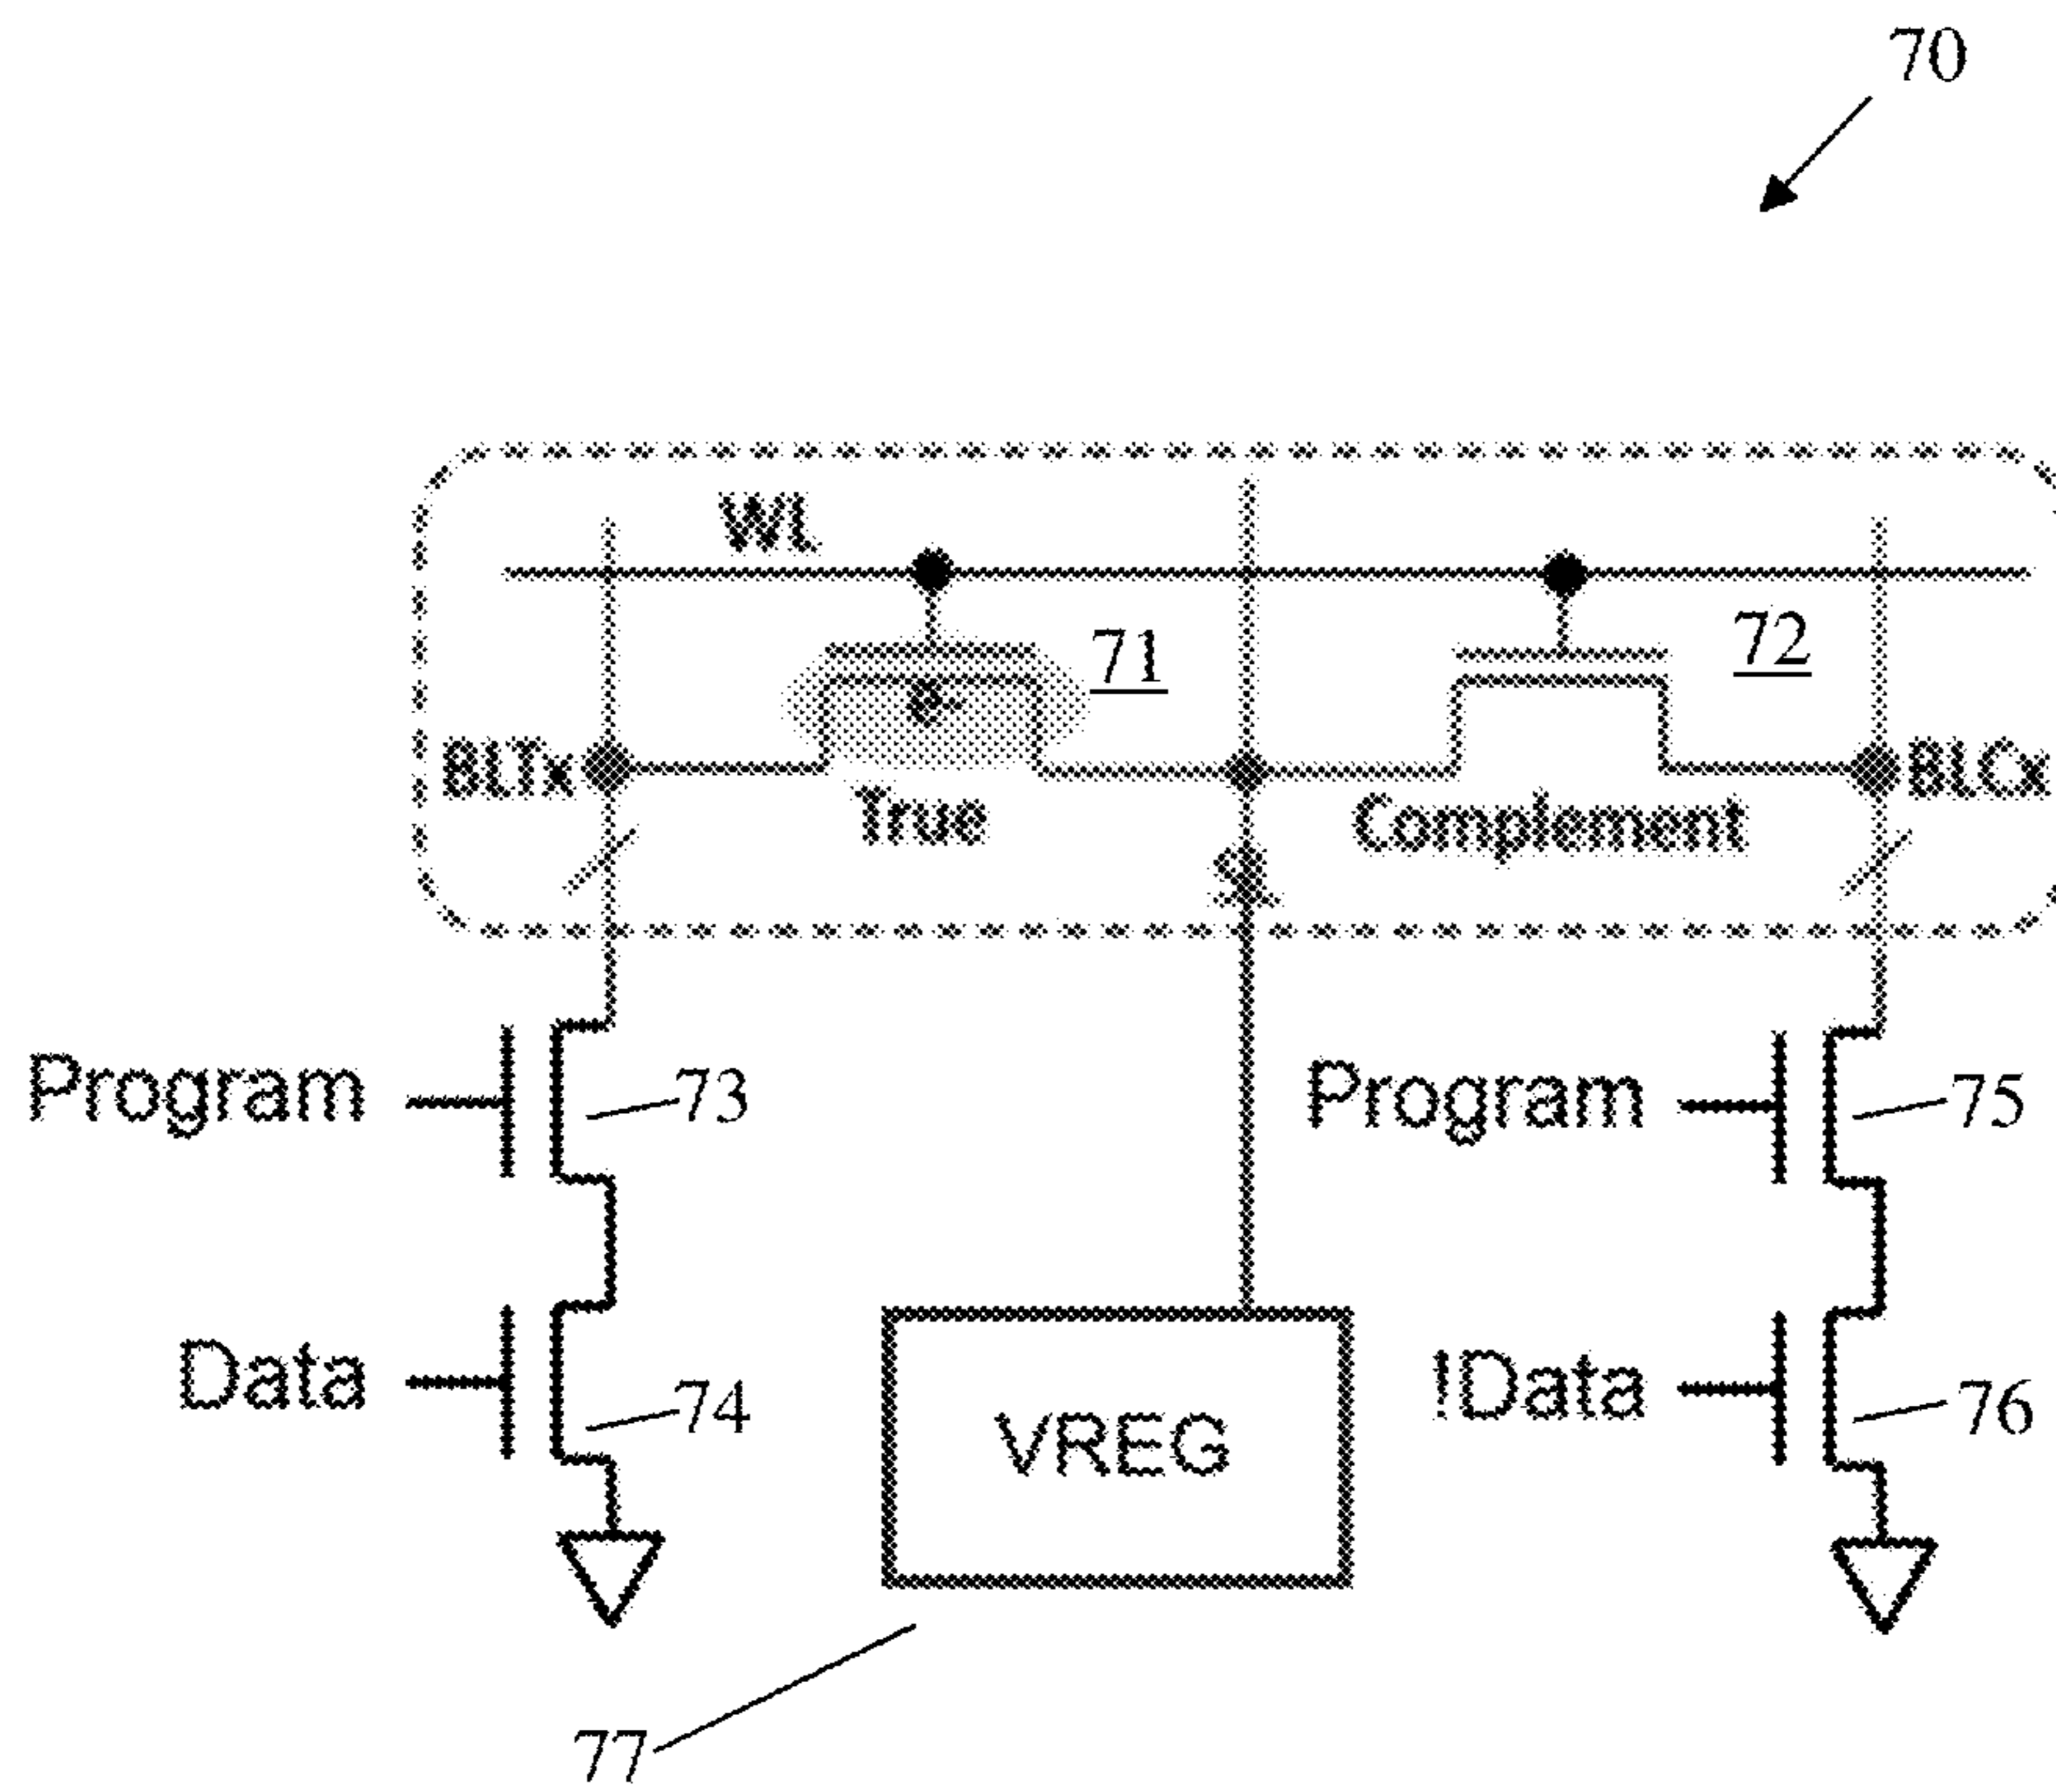 70
WL
71
72
e-
BLTx
BLCx
True
Complement
SL
Program
73
Program
75
Data
74
VREG
!Data
76
77